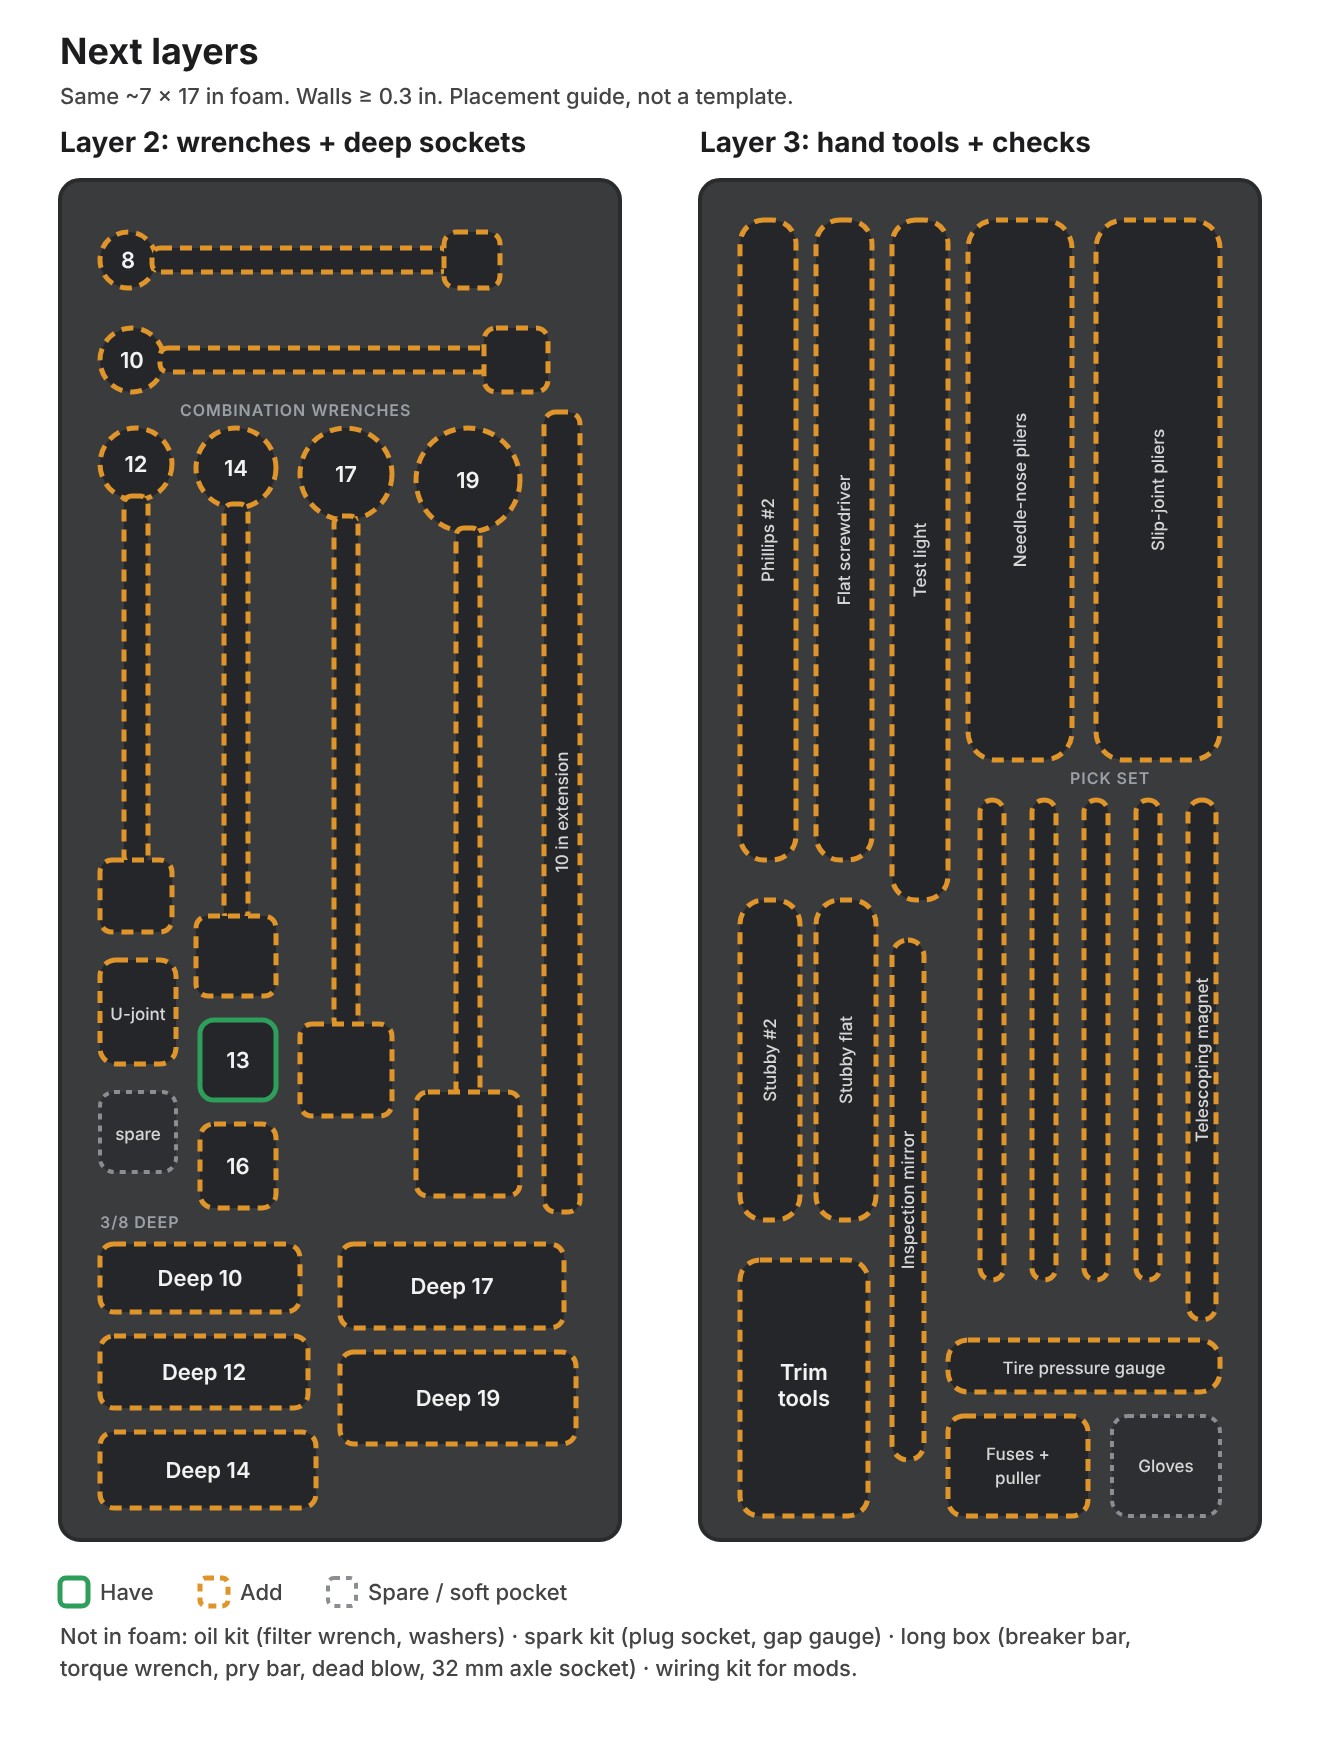 Next layers
Same ~7 × 17 in foam. Walls ≥ 0.3 in. Placement guide, not a template.
Layer 2: wrenches + deep sockets
8
10
COMBINATION WRENCHES
12
14
17
19
10 in extension
U-joint
13
spare
16
3/8 DEEP
Deep 10
Deep 17
Deep 12
Deep 19
Deep 14
Layer 3: hand tools + checks
Phillips #2
Flat screwdriver
Test light
Needle-nose pliers
Slip-joint pliers
PICK SET
Stubby #2
Stubby flat
Inspection mirror
Telescoping magnet
Trim
tools
Tire pressure gauge
Fuses +
puller
Gloves
Have
Add
Spare / soft pocket
Not in foam: oil kit (filter wrench, washers) · spark kit (plug socket, gap gauge) · long box (breaker bar,
torque wrench, pry bar, dead blow, 32 mm axle socket) · wiring kit for mods.